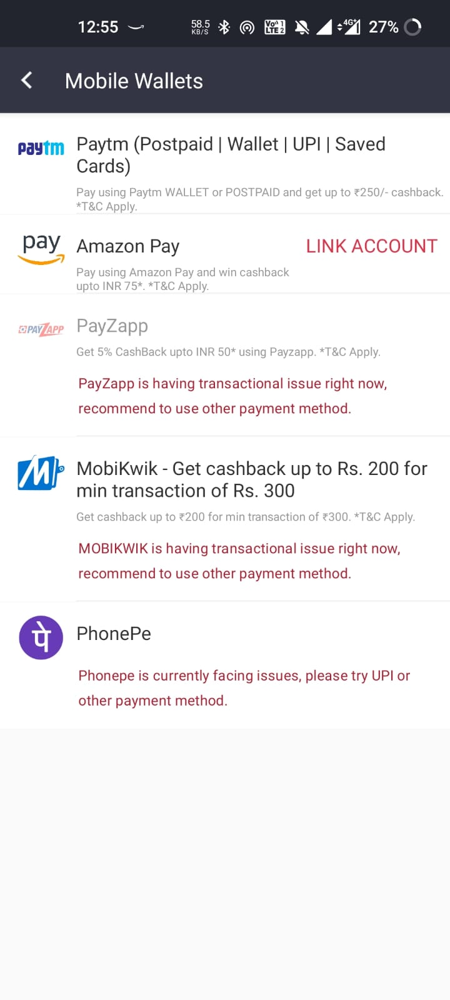 12:55 58.5 KB/S Vo 1 LTE 2 4G+ 27%
Mobile Wallets
paytm Paytm (Postpaid | Wallet | UPI | Saved
Cards)
Pay using Paytm WALLET or POSTPAID and get up to ₹250/- cashback.
*T&C Apply.
pay Amazon Pay LINK ACCOUNT
Pay using Amazon Pay and win cashback
upto INR 75*. *T&C Apply.
PAYZAPP PayZapp
Get 5% CashBack upto INR 50* using Payzapp. *T&C Apply.
PayZapp is having transactional issue right now,
recommend to use other payment method.
MobiKwik - Get cashback up to Rs. 200 for
min transaction of Rs. 300
Get cashback up to ₹200 for min transaction of ₹300. *T&C Apply.
MOBIKWIK is having transactional issue right now,
recommend to use other payment method.
पे PhonePe
Phonepe is currently facing issues, please try UPI or
other payment method.